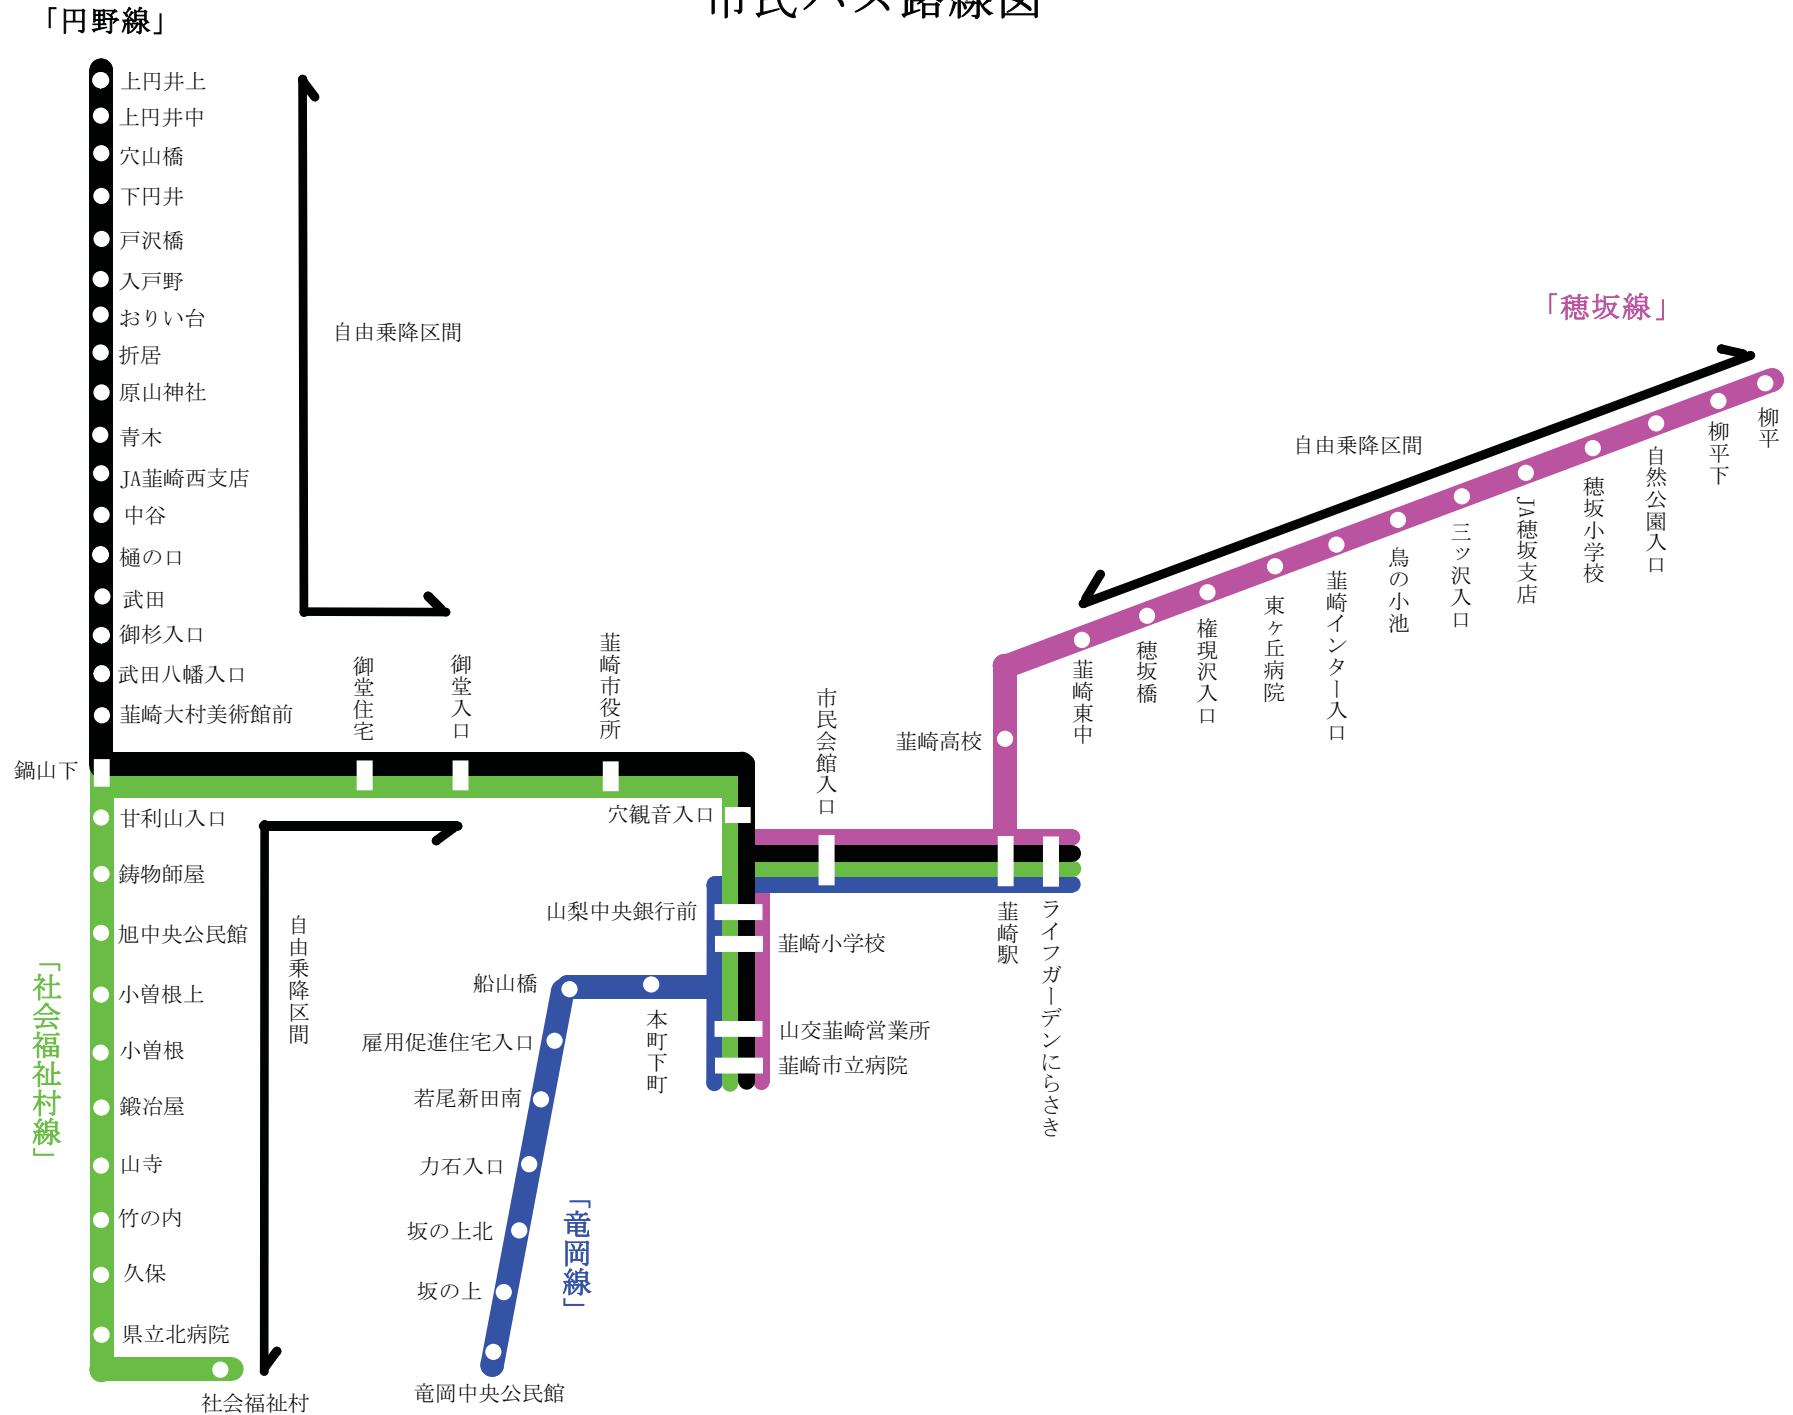 市民バス路線図
「円野線」
上円井上
上円井中
穴山橋
下円井
戸沢橋
入戸野
おりい台
折居
原山神社
青木
JA韮崎西支店
中谷
樋の口
武田
御杉入口
武田八幡入口
韮崎大村美術館前
鍋山下
自由乗降区間
御堂住宅
御堂入口
韮崎市役所
穴観音入口
市民会館入口
韮崎高校
「穂坂線」
自由乗降区間
韮崎東中
穂坂橋
権現沢入口
東ヶ丘病院
韮崎インター入口
鳥の小池
三ツ沢入口
JA穂坂支店
穂坂小学校
自然公園入口
柳平下
柳平
甘利山入口
鋳物師屋
旭中央公民館
小曽根上
小曽根
鍛冶屋
山寺
竹の内
久保
県立北病院
社会福祉村
「社会福祉村線」
自由乗降区間
山梨中央銀行前
韮崎小学校
山交韮崎営業所
韮崎市立病院
韮崎駅
ライフガーデンにらさき
船山橋
本町下町
雇用促進住宅入口
若尾新田南
力石入口
坂の上北
坂の上
竜岡中央公民館
「竜岡線」